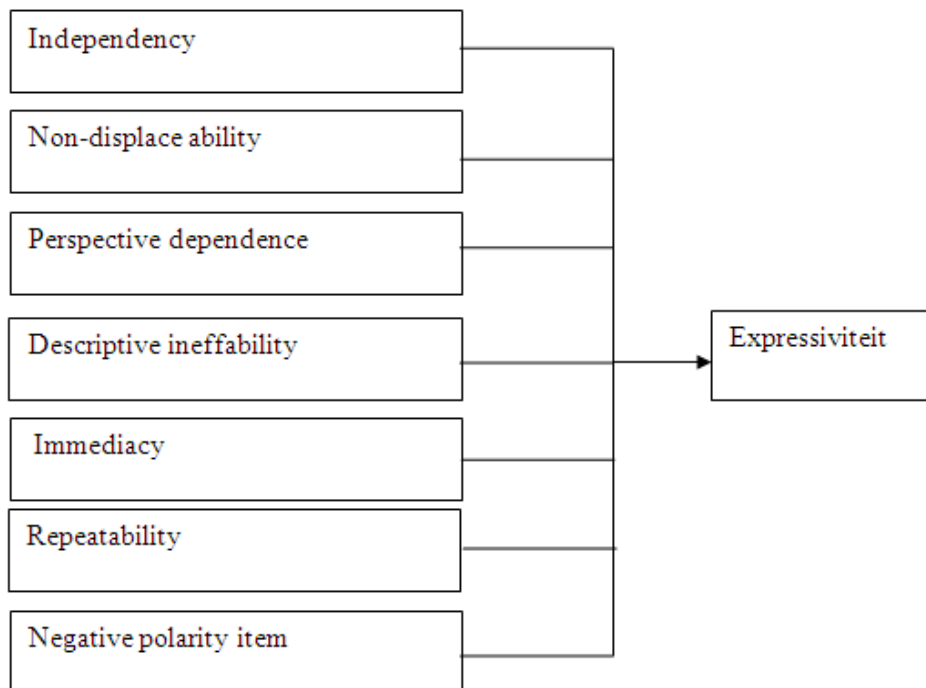 Independency
Non-displace ability
Perspective dependence
Descriptive ineffability
Expressiviteit
Immediacy
Repeatability
Negative polarity item